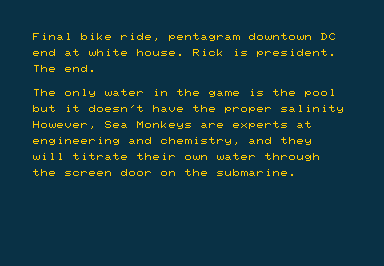 Final bike ride, pentagram downtown DC
end at white house. Rick is president.
The end.
The only water in the game is the pool
but it doesn't have the proper salinity
However, Sea Monkeys are experts at
engineering and chemistry, and they
will titrate their own water through
the screen door on the submarine.